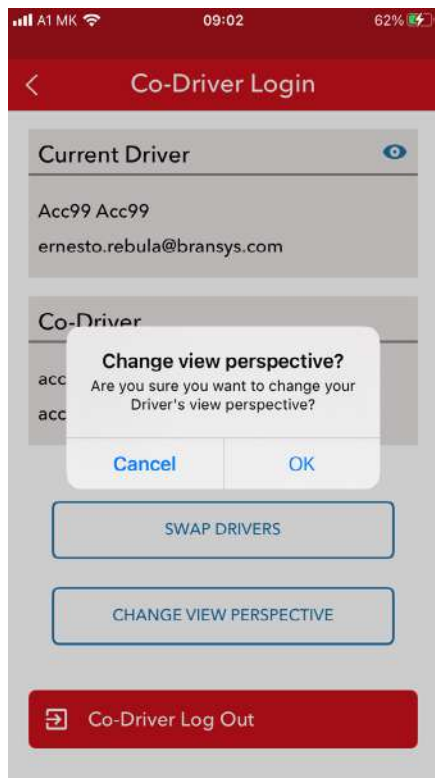 A1 MK 09:02 62%
Co-Driver Login
Current Driver
Acc99 Acc99
ernesto.rebula@bransys.com
Co-Driver
acc
acc
Change view perspective?
Are you sure you want to change your
Driver's view perspective?
Cancel OK
SWAP DRIVERS
CHANGE VIEW PERSPECTIVE
Co-Driver Log Out